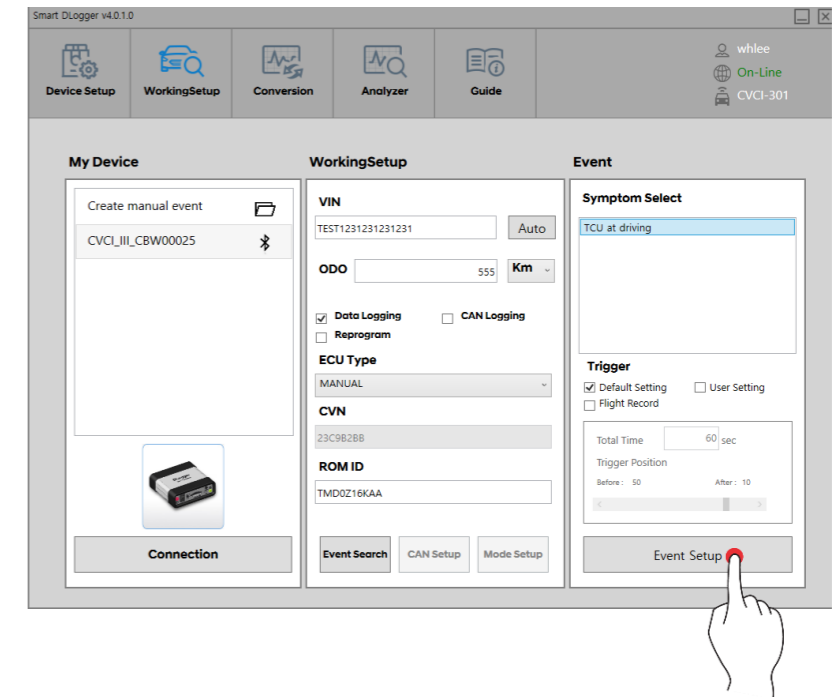 Smart DLogger v4.0.1.0
Device Setup
WorkingSetup
Conversion
Analyzer
Guide
whlee
On-Line
CVCI-301
My Device
Create manual event
CVCI_III_CBW00025
Connection
WorkingSetup
VIN
TEST1231231231231
Auto
ODO 555 Km
Data Logging CAN Logging
Reprogram
ECU Type
MANUAL
CVN
23C9B2BB
ROM ID
TMD0Z16KAA
Event Search CAN Setup Mode Setup
Event
Symptom Select
TCU at driving
Trigger
Default Setting User Setting
Flight Record
Total Time 60 sec
Trigger Position
Before : 50 After : 10
Event Setup